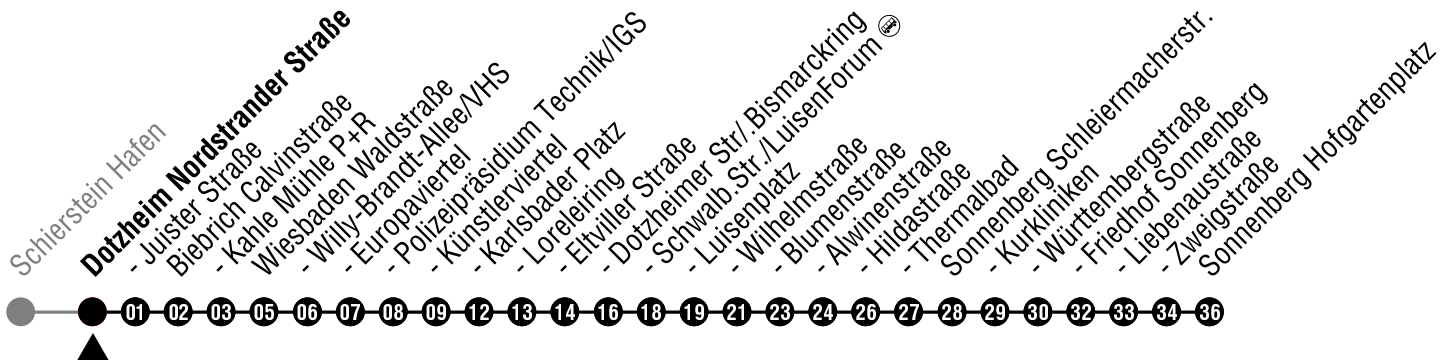 Schierstein Hafen
Dotzheim Nordstrander Straße
- Juister Straße
Biebrich Calvinstraße
- Kahle Mühle P+R
Wiesbaden Waldstraße
- Willy-Brandt-Allee/VHS
- Europaviertel
- Polizeipräsidium Technik/IGS
- Künstlerviertel
- Karlsbader Platz
- Loreleiring
- Eltviller Straße
- Dotzheimer Str/.Bismarckring
- Schwalb.Str./LuisenForum
- Luisenplatz
- Wilhelmstraße
- Blumenstraße
- Alwinenstraße
- Hildastraße
- Thermalbad
Sonnenberg Schleiermacherstr.
- Kurkliniken
- Württembergstraße
- Friedhof Sonnenberg
- Liebenaustraße
- Zweigstraße
Sonnenberg Hofgartenplatz
01 02 03 05 06 07 08 09 12 13 14 16 18 19 21 23 24 26 27 28 29 30 32 33 34 36